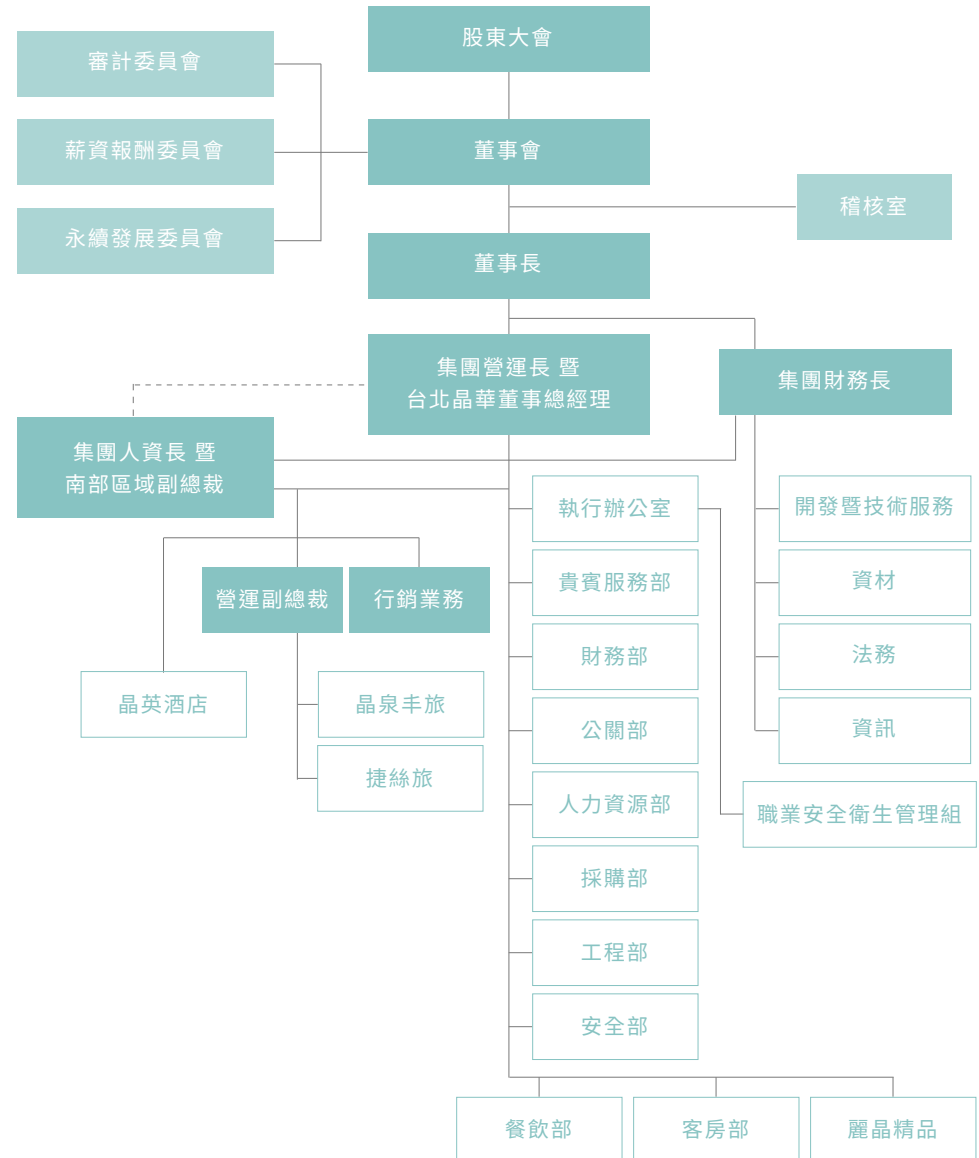 股東大會
審計委員會
董事會
薪資報酬委員會
稽核室
永續發展委員會
董事長
集團營運長 暨
台北晶華董事總經理
集團財務長
集團人資長 暨
南部區域副總裁
執行辦公室
開發暨技術服務
貴賓服務部
資材
營運副總裁
行銷業務
財務部
法務
晶英酒店
晶泉丰旅
公關部
資訊
捷絲旅
人力資源部
職業安全衛生管理組
採購部
工程部
安全部
餐飲部
客房部
麗晶精品